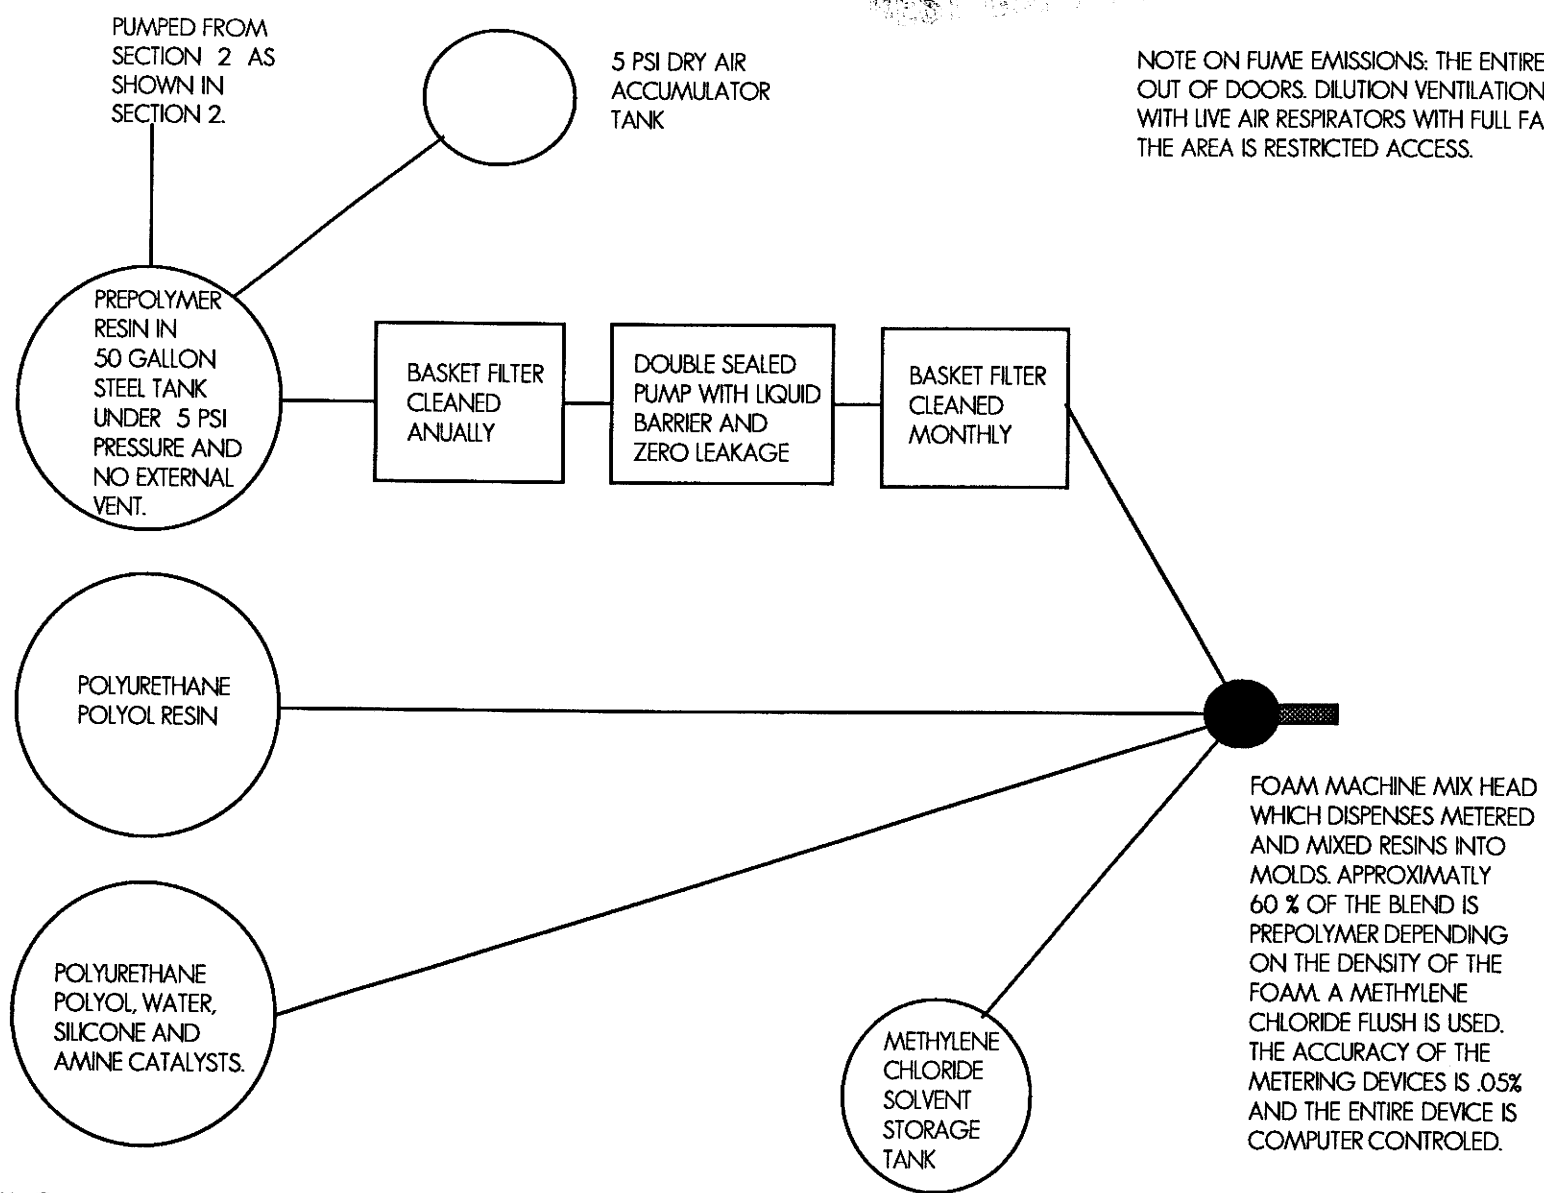 PUMPED FROM
SECTION 2 AS
SHOWN IN
SECTION 2.
5 PSI DRY AIR
ACCUMULATOR
TANK
NOTE ON FUME EMISSIONS: THE ENTIRE
OUT OF DOORS. DILUTION VENTILATION
WITH LIVE AIR RESPIRATORS WITH FULL FA
THE AREA IS RESTRICTED ACCESS.
PREPOLYMER
RESIN IN
50 GALLON
STEEL TANK
UNDER 5 PSI
PRESSURE AND
NO EXTERNAL
VENT.
BASKET FILTER
CLEANED
ANUALLY
DOUBLE SEALED
PUMP WITH LIQUID
BARRIER AND
ZERO LEAKAGE
BASKET FILTER
CLEANED
MONTHLY
POLYURETHANE
POLYOL RESIN
POLYURETHANE
POLYOL, WATER,
SILICONE AND
AMINE CATALYSTS.
METHYLENE
CHLORIDE
SOLVENT
STORAGE
TANK
FOAM MACHINE MIX HEAD
WHICH DISPENSES METERED
AND MIXED RESINS INTO
MOLDS. APPROXIMATLY
60 % OF THE BLEND IS
PREPOLYMER DEPENDING
ON THE DENSITY OF THE
FOAM. A METHYLENE
CHLORIDE FLUSH IS USED.
THE ACCURACY OF THE
METERING DEVICES IS .05%
AND THE ENTIRE DEVICE IS
COMPUTER CONTROLED.